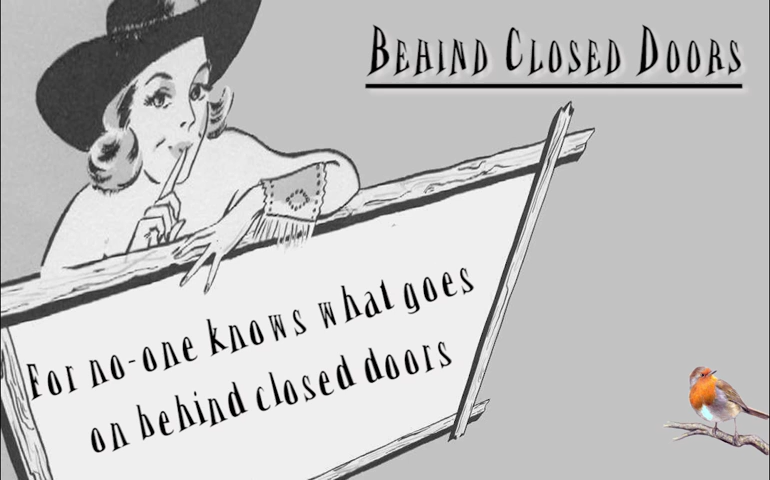 Behind Closed Doors
For no-one knows what goes
on behind closed doors